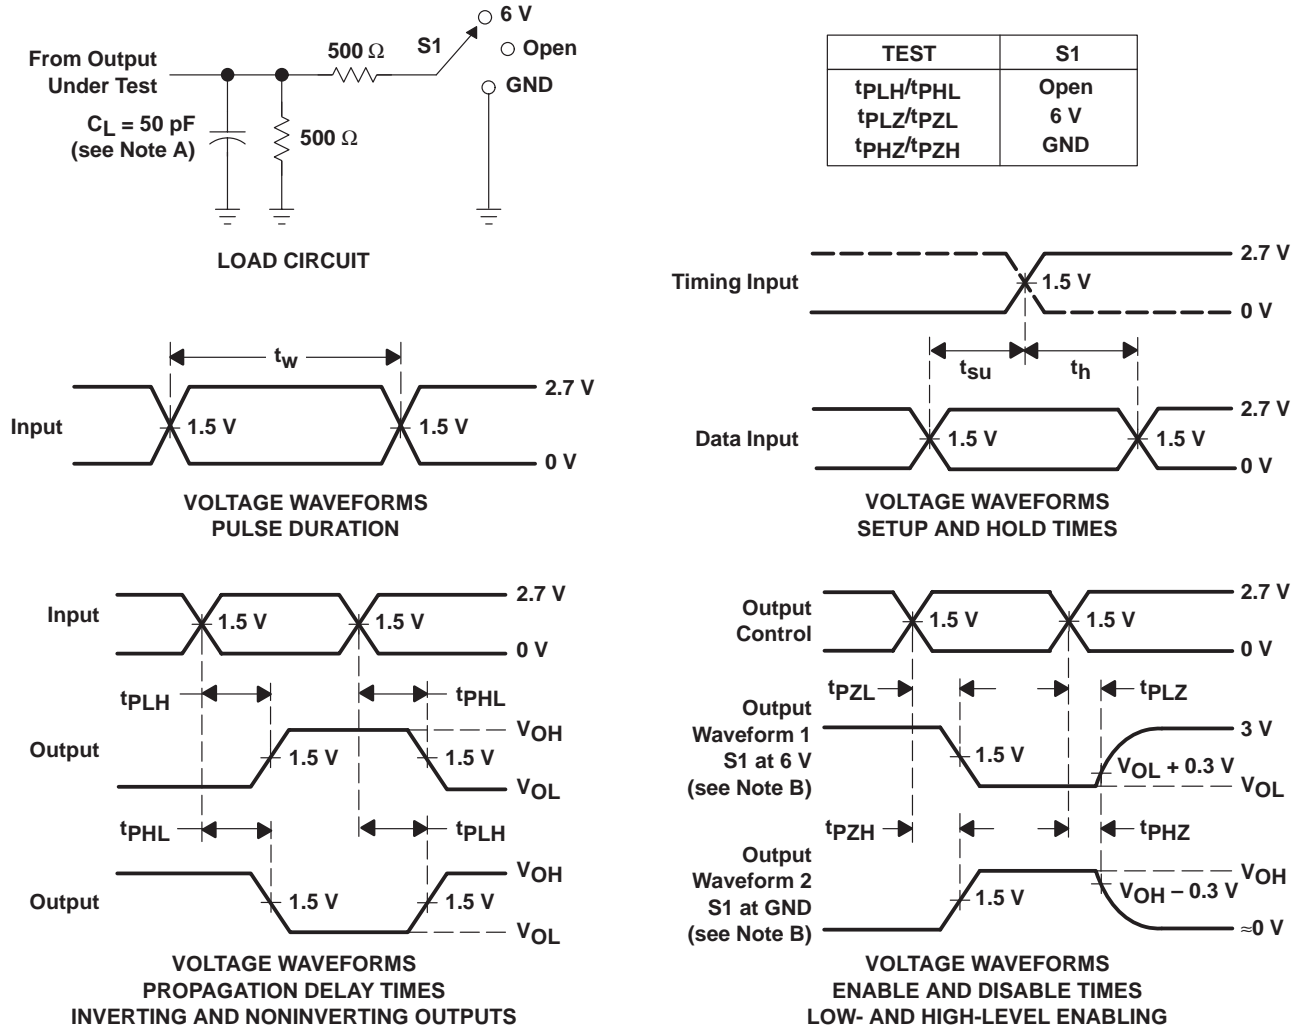 6 V
S1
Open
GND
500 Ω
From Output
Under Test
CL = 50 pF
(see Note A)
500 Ω
LOAD CIRCUIT
TEST S1
tPLH/tPHL Open
tPLZ/tPZL 6 V
tPHZ/tPZH GND
Timing Input
1.5 V
2.7 V
0 V
tsu
th
Data Input
1.5 V
1.5 V
2.7 V
0 V
VOLTAGE WAVEFORMS
SETUP AND HOLD TIMES
tw
Input
1.5 V
1.5 V
2.7 V
0 V
VOLTAGE WAVEFORMS
PULSE DURATION
Input
1.5 V
1.5 V
2.7 V
0 V
tPLH
tPHL
Output
1.5 V
1.5 V
VOH
VOL
tPHL
tPLH
Output
1.5 V
1.5 V
VOH
VOL
VOLTAGE WAVEFORMS
PROPAGATION DELAY TIMES
INVERTING AND NONINVERTING OUTPUTS
Output
Control
1.5 V
1.5 V
2.7 V
0 V
tPZL
tPLZ
Output
Waveform 1
S1 at 6 V
(see Note B)
1.5 V
3 V
VOL + 0.3 V
VOL
tPZH
tPHZ
Output
Waveform 2
S1 at GND
(see Note B)
1.5 V
VOH
VOH − 0.3 V
≈0 V
VOLTAGE WAVEFORMS
ENABLE AND DISABLE TIMES
LOW- AND HIGH-LEVEL ENABLING